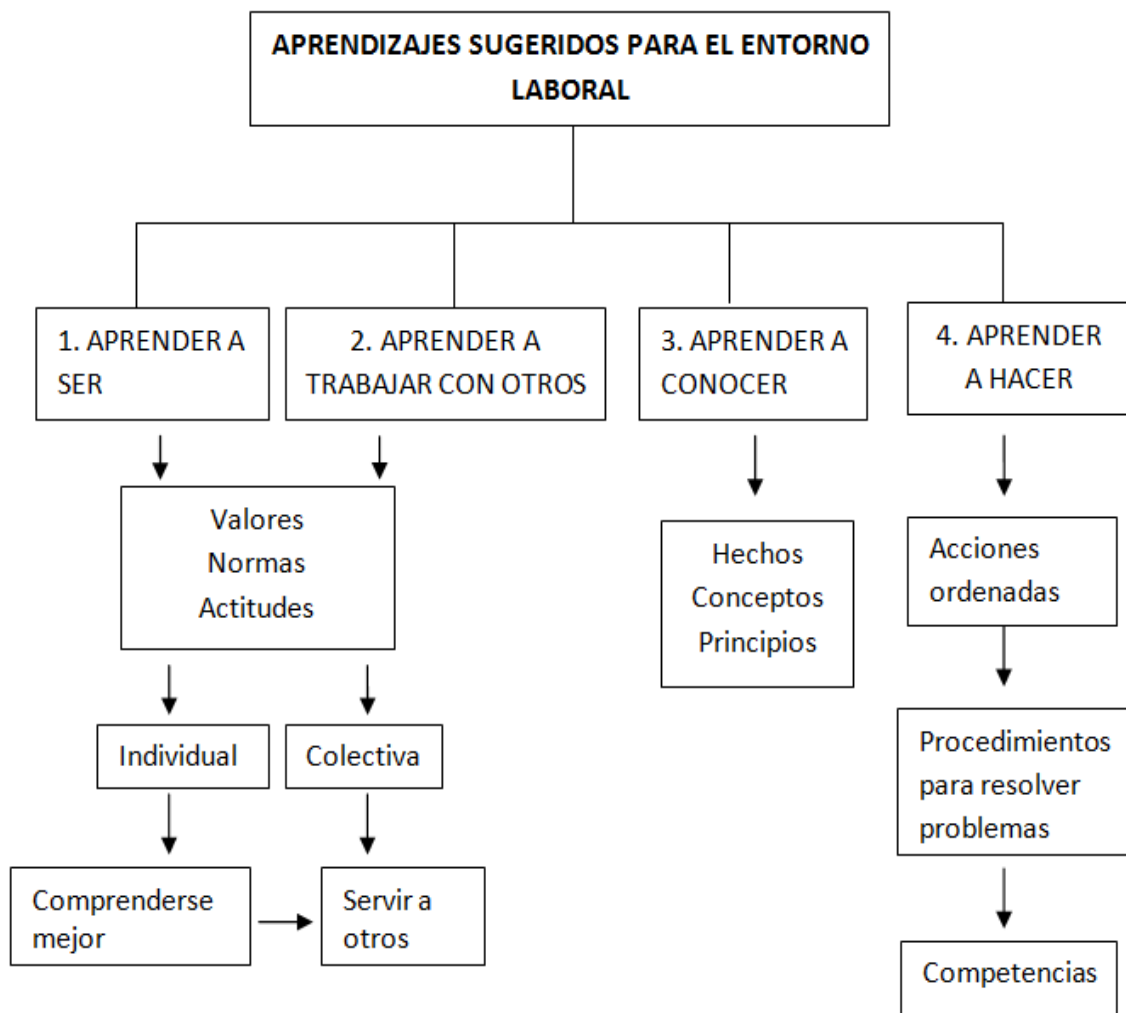 APRENDIZAJES SUGERIDOS PARA EL ENTORNO
LABORAL
1. APRENDER A
SER
2. APRENDER A
TRABAJAR CON OTROS
3. APRENDER A
CONOCER
4. APRENDER
A HACER
Valores
Normas
Actitudes
Hechos
Conceptos
Principios
Acciones
ordenadas
Individual
Colectiva
Procedimientos
para resolver
problemas
Comprenderse
mejor
Servir a
otros
Competencias